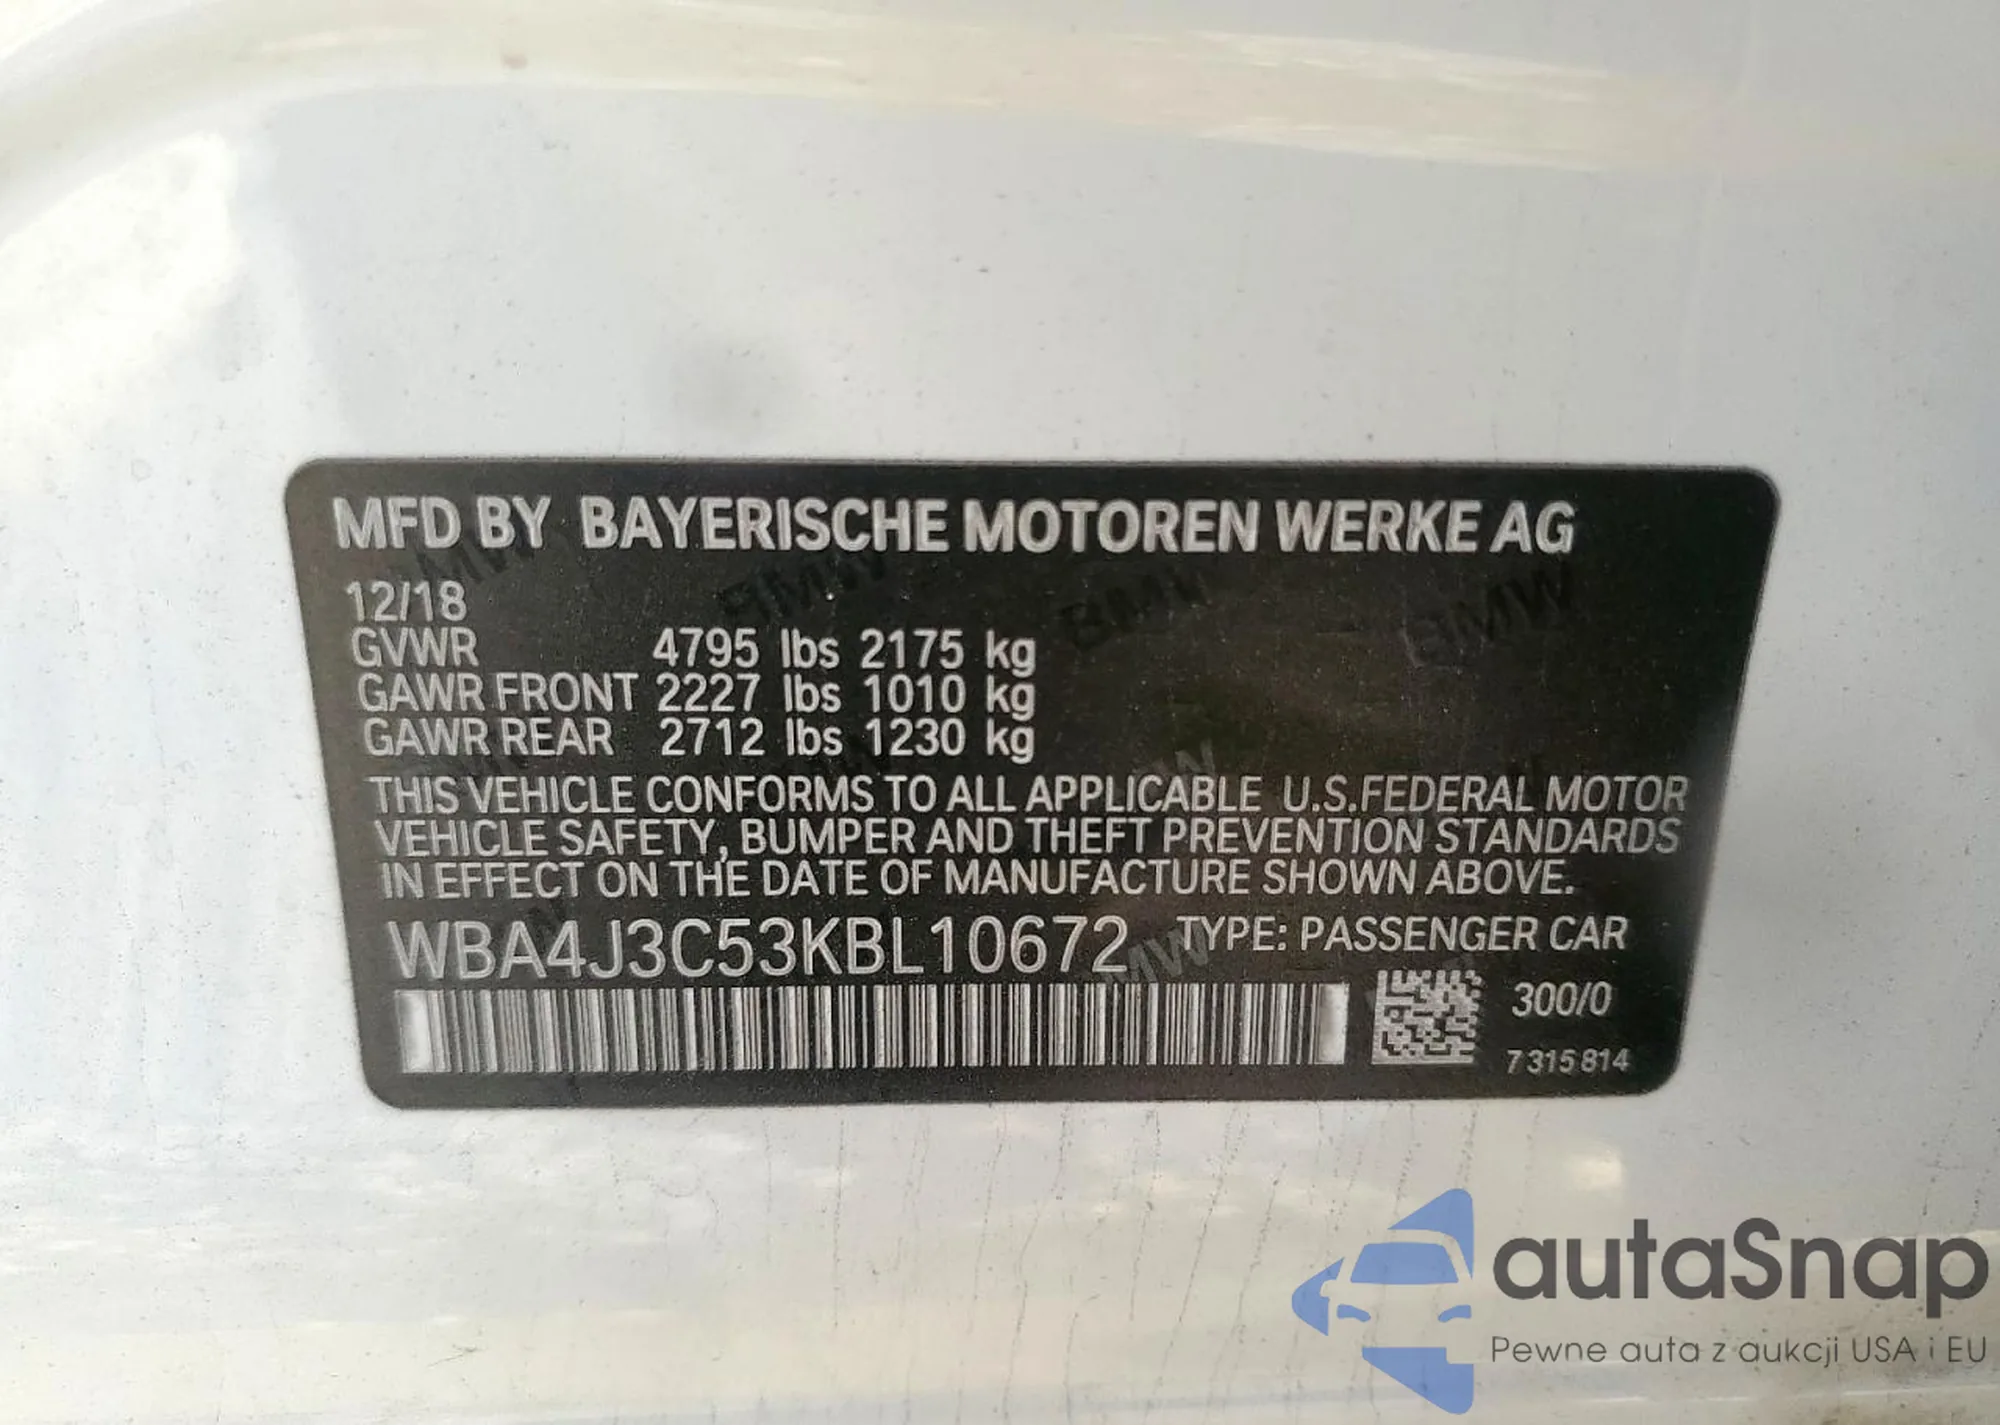 MFD BY BAYERISCHE MOTOREN WERKE AG
12/18
GVWR 4795 lbs 2175 kg
GAWR FRONT 2227 lbs 1010 kg
GAWR REAR 2712 lbs 1230 kg
THIS VEHICLE CONFORMS TO ALL APPLICABLE U.S.FEDERAL MOTOR
VEHICLE SAFETY, BUMPER AND THEFT PREVENTION STANDARDS
IN EFFECT ON THE DATE OF MANUFACTURE SHOWN ABOVE.
WBA4J3C53KBL10672 TYPE: PASSENGER CAR
300/0
7 315 814
autaSnap
Pewne auta z aukcji USA i EU